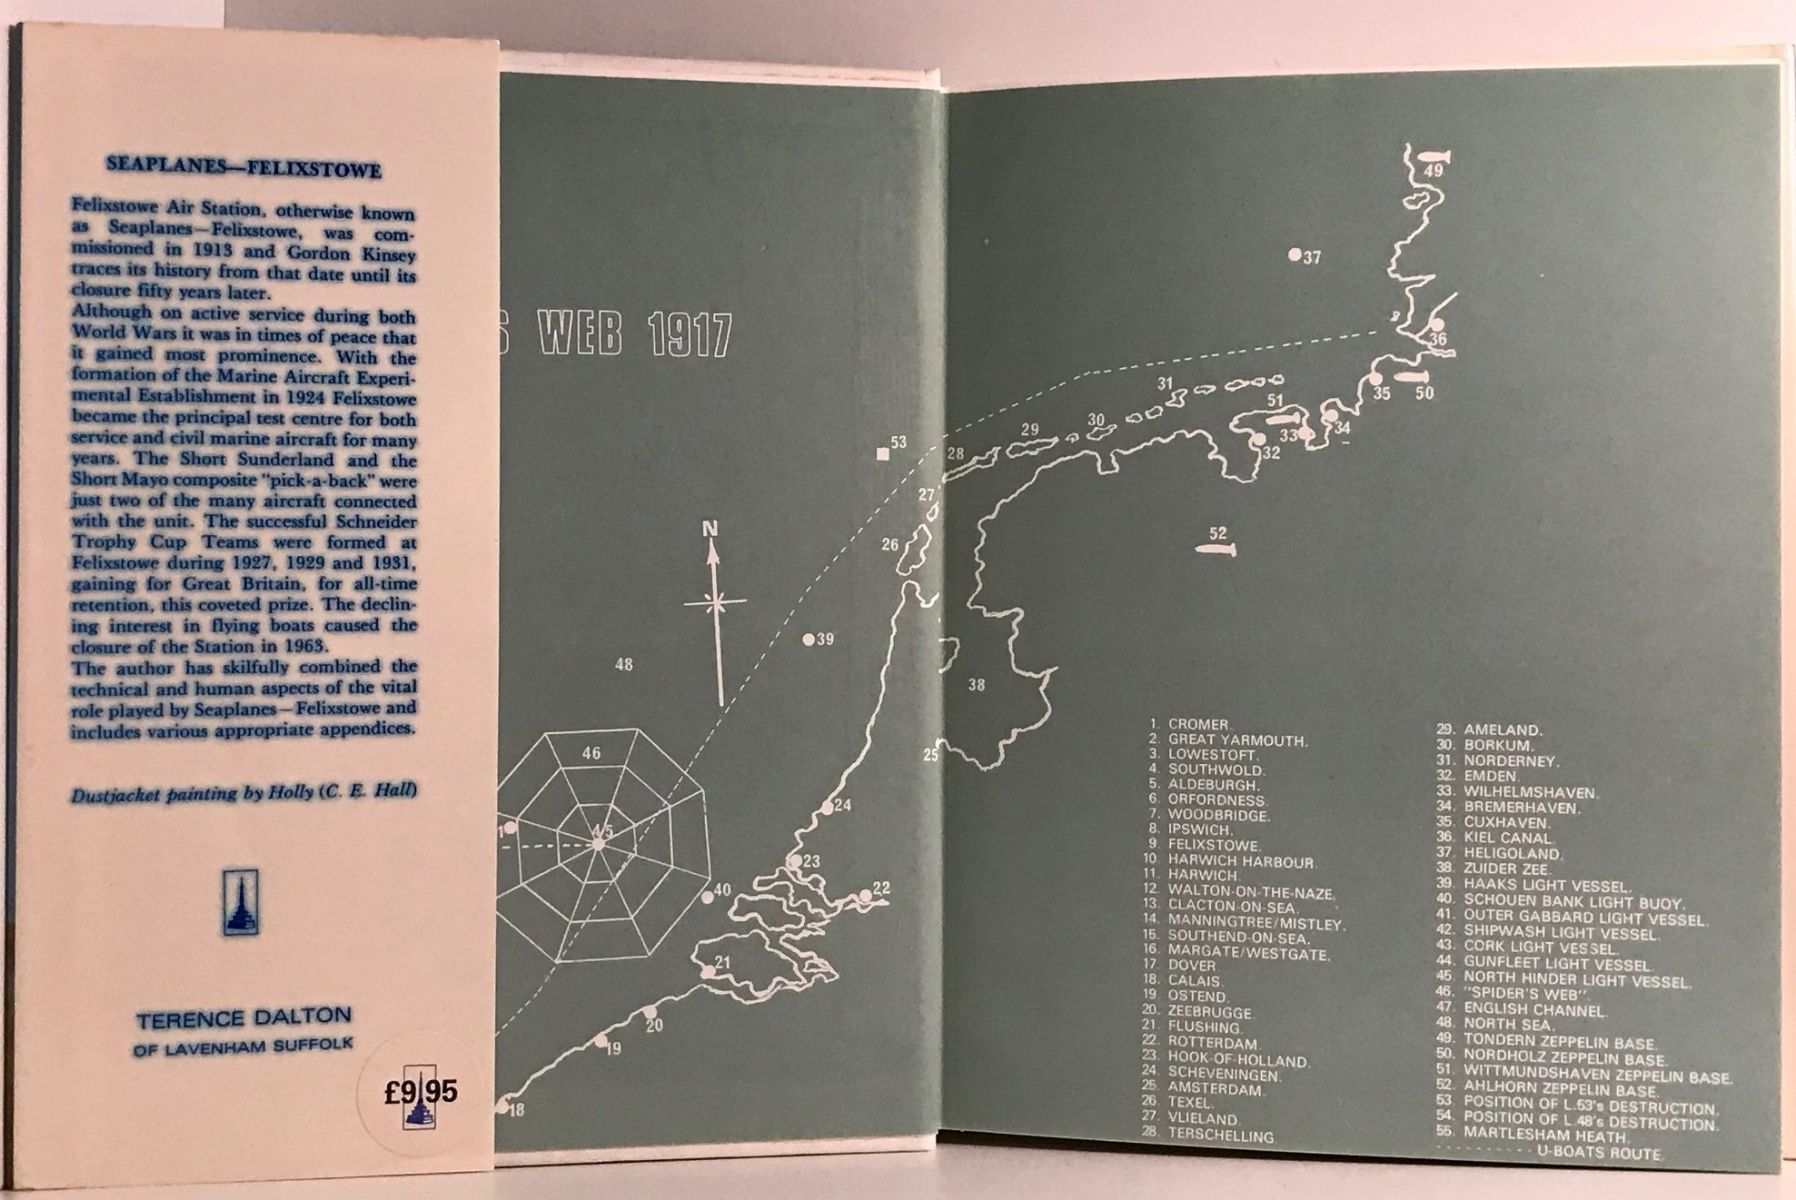 SEAPLANES—FELIXSTOWE
Felixstowe Air Station, otherwise known
as Seaplanes—Felixstowe, was com-
missioned in 1913 and Gordon Kinsey
traces its history from that date until its
closure fifty years later.
Although on active service during both
World Wars it was in times of peace that
it gained most prominence. With the
formation of the Marine Aircraft Experi-
mental Establishment in 1924 Felixstowe
became the principal test centre for both
service and civil marine aircraft for many
years. The Short Sunderland and the
Short Mayo composite "pick-a-back" were
just two of the many aircraft connected
with the unit. The successful Schneider
Trophy Cup Teams were formed at
Felixstowe during 1927, 1929 and 1931,
gaining for Great Britain, for all-time
retention, this coveted prize. The declin-
ing interest in flying boats caused the
closure of the Station in 1963.
The author has skilfully combined the
technical and human aspects of the vital
role played by Seaplanes—Felixstowe and
includes various appropriate appendices.
Dustjacket painting by Holly (C. E. Hall)
TERENCE DALTON
OF LAVENHAM SUFFOLK
£9.95
S WEB 1917
N
53
28
27
26
39
48
46
45
40
25
24
23
22
21
20
19
18
49
37
36
35
50
31
51
30
29
33
34
32
52
38
1. CROMER.
2. GREAT YARMOUTH.
3. LOWESTOFT.
4. SOUTHWOLD.
5. ALDEBURGH.
6. ORFORDNESS.
7. WOODBRIDGE.
8. IPSWICH.
9. FELIXSTOWE.
10. HARWICH HARBOUR.
11. HARWICH.
12. WALTON-ON-THE-NAZE.
13. CLACTON-ON-SEA.
14. MANNINGTREE/MISTLEY.
15. SOUTHEND-ON-SEA.
16. MARGATE/WESTGATE.
17. DOVER.
18. CALAIS.
19. OSTEND.
20. ZEEBRUGGE.
21. FLUSHING.
22. ROTTERDAM.
23. HOOK-OF-HOLLAND.
24. SCHEVENINGEN.
25. AMSTERDAM.
26. TEXEL.
27. VLIELAND.
28. TERSCHELLING.
29. AMELAND.
30. BORKUM.
31. NORDERNEY.
32. EMDEN.
33. WILHELMSHAVEN.
34. BREMERHAVEN.
35. CUXHAVEN.
36. KIEL CANAL.
37. HELIGOLAND.
38. ZUIDER ZEE.
39. HAAKS LIGHT VESSEL.
40. SCHOUEN BANK LIGHT BUOY.
41. OUTER GABBARD LIGHT VESSEL.
42. SHIPWASH LIGHT VESSEL.
43. CORK LIGHT VESSEL.
44. GUNFLEET LIGHT VESSEL.
45. NORTH HINDER LIGHT VESSEL.
46. "SPIDER'S WEB".
47. ENGLISH CHANNEL.
48. NORTH SEA.
49. TONDERN ZEPPELIN BASE.
50. NORDHOLZ ZEPPELIN BASE.
51. WITTMUNDSHAVEN ZEPPELIN BASE.
52. AHLHORN ZEPPELIN BASE.
53. POSITION OF L.53's DESTRUCTION.
54. POSITION OF L.48's DESTRUCTION.
55. MARTLESHAM HEATH.
---------- U-BOATS ROUTE.